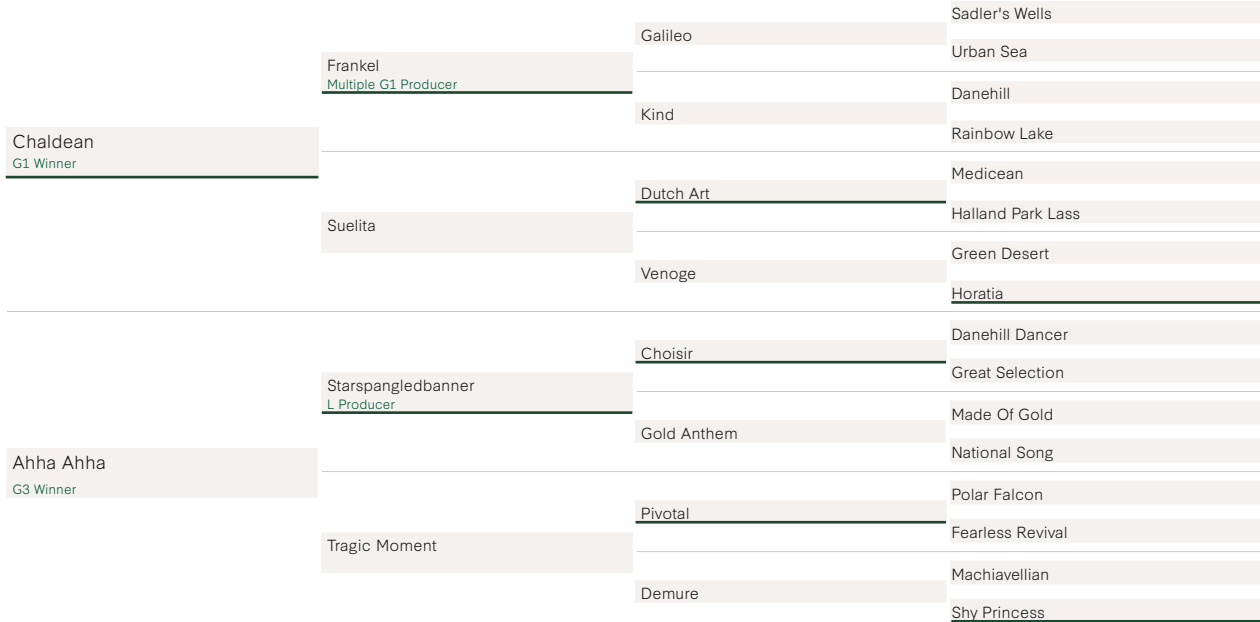 Chaldean
G1 Winner
Ahha Ahha
G3 Winner
Frankel
Multiple G1 Producer
Suelita
Starspangledbanner
L Producer
Tragic Moment
Galileo
Kind
Dutch Art
Venoge
Choisir
Gold Anthem
Pivotal
Demure
Sadler's Wells
Urban Sea
Danehill
Rainbow Lake
Medicean
Halland Park Lass
Green Desert
Horatia
Danehill Dancer
Great Selection
Made Of Gold
National Song
Polar Falcon
Fearless Revival
Machiavellian
Shy Princess